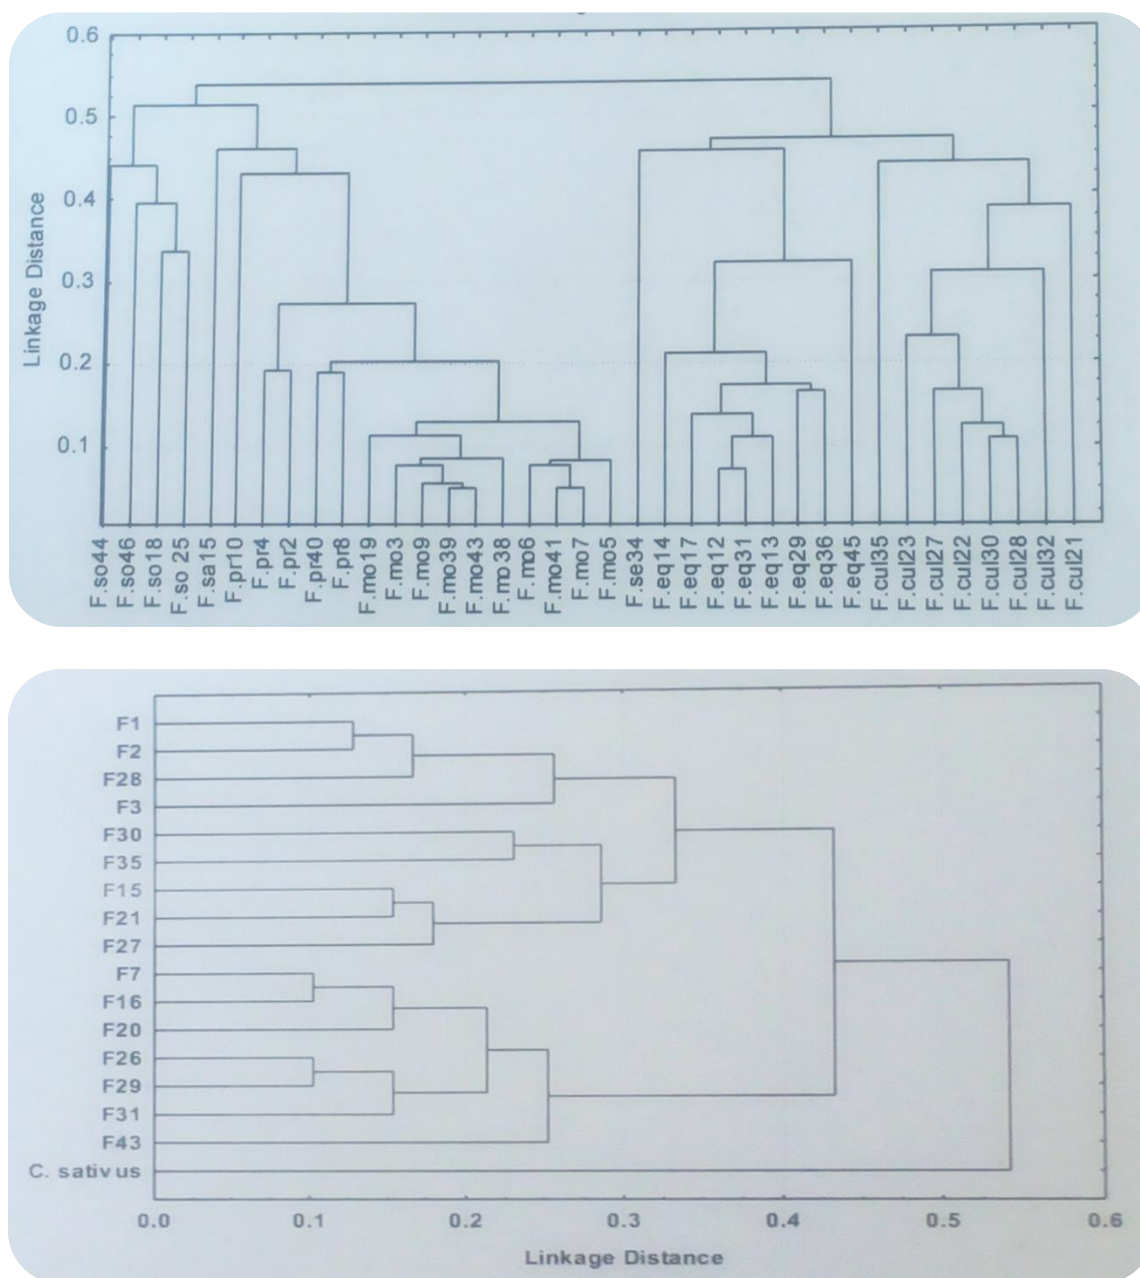 0.6
0.5
0.4
0.3
0.2
0.1
Linkage Distance
F.so44
F.so46
F.so18
F.so 25
F.sa15
F.pr10
F.pr4
F.pr2
F.pr40
F.pr8
F.mo19
F.mo3
F.mo9
F.mo39
F.mo43
F.mo38
F.mo6
F.mo41
F.mo7
F.mo5
F.se34
F.eq14
F.eq17
F.eq12
F.eq31
F.eq13
F.eq29
F.eq36
F.eq45
F.cul35
F.cul23
F.cul27
F.cul22
F.cul30
F.cul28
F.cul32
F.cul21
F1
F2
F28
F3
F30
F35
F15
F21
F27
F7
F16
F20
F26
F29
F31
F43
C. sativus
0.0 0.1 0.2 0.3 0.4 0.5 0.6
Linkage Distance